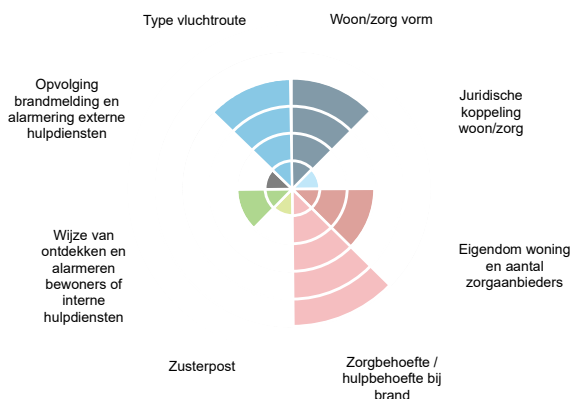 Type vluchtroute
Woon/zorg vorm
Opvolging
brandmelding en
alarmering externe
hulpdiensten
Juridische
koppeling
woon/zorg
Wijze van
ontdekken en
alarmeren
bewoners of
interne
hulpdiensten
Eigendom woning
en aantal
zorgaanbieders
Zusterpost
Zorgbehoefte /
hulpbehoefte bij
brand